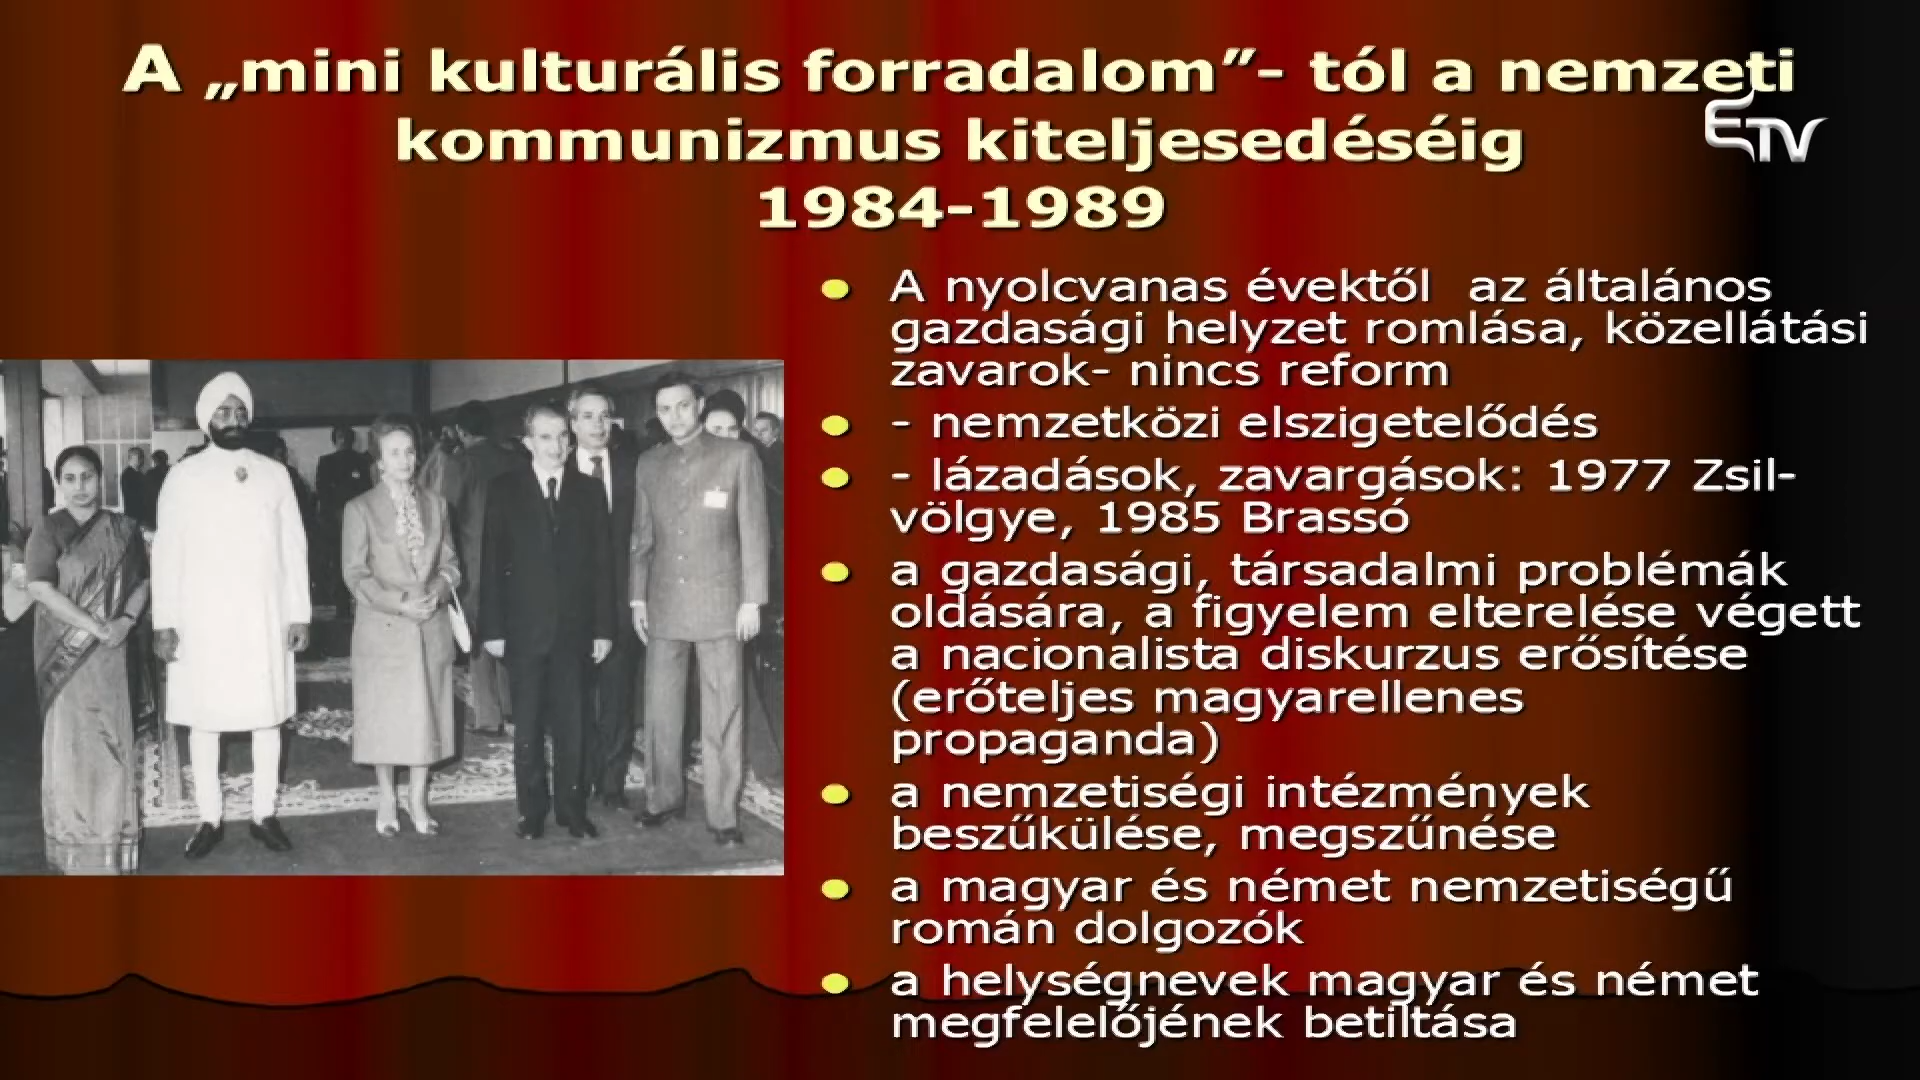 A „mini kulturális forradalom”- tól a nemzeti
kommunizmus kiteljesedéséig
1984-1989
ETV
A nyolcvanas évektől az általános
gazdasági helyzet romlása, közellátási
zavarok- nincs reform
- nemzetközi elszigetelődés
- lázadások, zavargások: 1977 Zsil-
völgye, 1985 Brassó
a gazdasági, társadalmi problémák
oldására, a figyelem elterelése végett
a nacionalista diskurzus erősítése
(erőteljes magyarellenes
propaganda)
a nemzetiségi intézmények
beszűkülése, megszűnése
a magyar és német nemzetiségű
román dolgozók
a helységnevek magyar és német
megfelelőjének betiltása